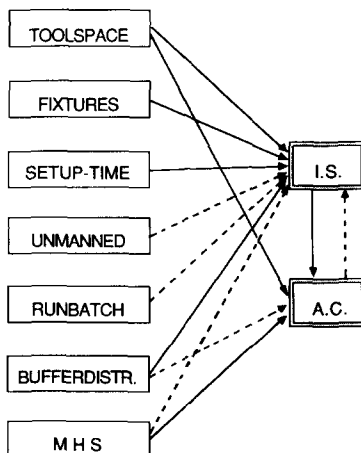 TOOLSPACE
FIXTURES
SETUP-TIME
I.S.
UNMANNED
RUNBATCH
A.C.
BUFFERDISTR.
M H S